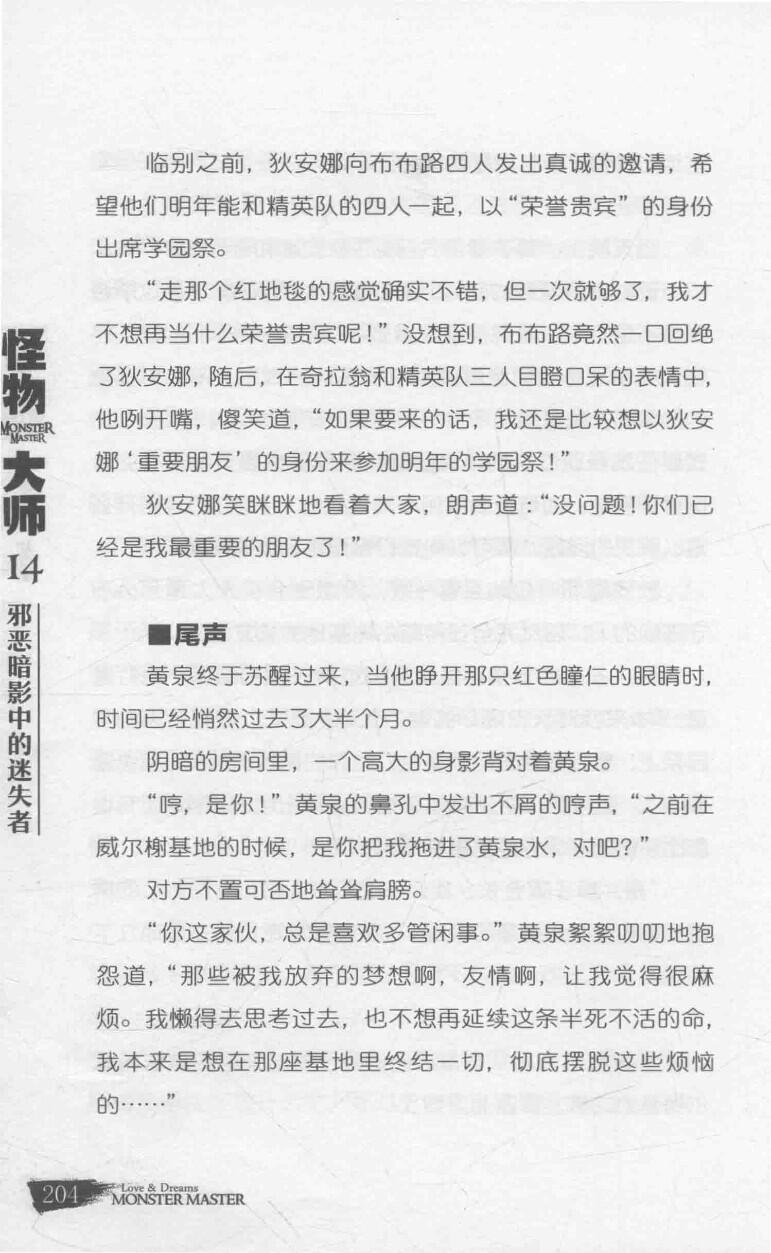 临别之前，狄安娜向布布路四人发出真诚的邀请，希
望他们明年能和精英队的四人一起，以“荣誉贵宾”的身份
出席学园祭。
“走那个红地毯的感觉确实不错，但一次就够了，我才
不想再当什么荣誉贵宾呢！”没想到，布布路竟然一口回绝
了狄安娜，随后，在奇拉翁和精英队三人目瞪口呆的表情中，
他咧开嘴，傻笑道，“如果要来的话，我还是比较想以狄安
娜‘重要朋友’的身份来参加明年的学园祭！”
狄安娜笑眯眯地看着大家，朗声道：“没问题！你们已
经是我最重要的朋友了！”
■尾声
黄泉终于苏醒过来，当他睁开那只红色瞳仁的眼睛时，
时间已经悄然过去了大半个月。
阴暗的房间里，一个高大的身影背对着黄泉。
“哼，是你！”黄泉的鼻孔中发出不屑的哼声，“之前在
威尔榭基地的时候，是你把我拖进了黄泉水，对吧？”
对方不置可否地耸耸肩膀。
“你这家伙，总是喜欢多管闲事。”黄泉絮絮叨叨地抱
怨道，“那些被我放弃的梦想啊，友情啊，让我觉得很麻
烦。我懒得去思考过去，也不想再延续这条半死不活的命，
我本来是想在那座基地里终结一切，彻底摆脱这些烦恼
的……”
怪物
MONSTER
MASTER
大师
14
邪恶暗影中的迷失者
204
Love & Dreams
MONSTER MASTER